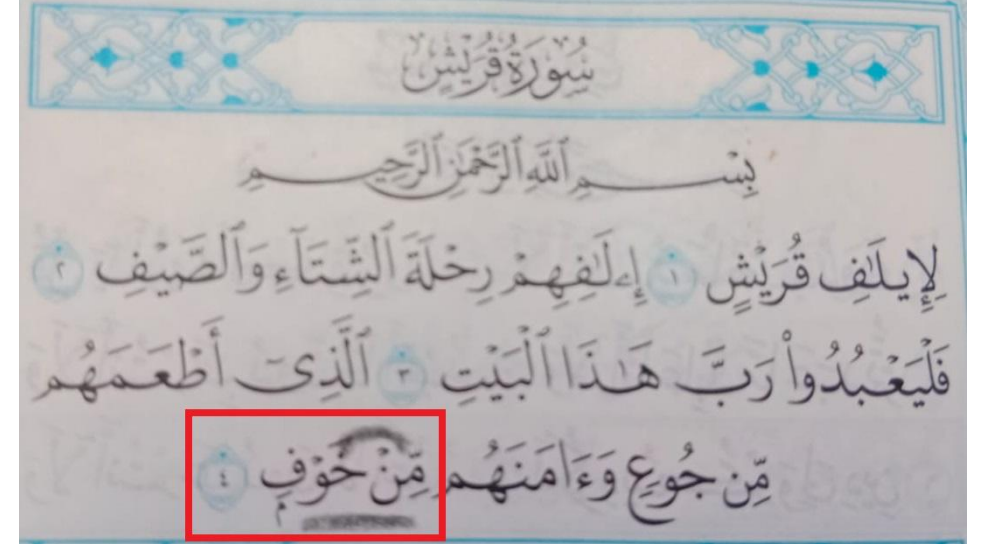 سُورَةُ قُرَيْشٍ
بِسْمِ ٱللَّهِ ٱلرَّحْمَٰنِ ٱلرَّحِيمِ
لِإِيلَٰفِ قُرَيْشٍ ١ إِۦلَٰفِهِمْ رِحْلَةَ ٱلشِّتَآءِ وَٱلصَّيْفِ ٢
فَلْيَعْبُدُوا۟ رَبَّ هَٰذَا ٱلْبَيْتِ ٣ ٱلَّذِىٓ أَطْعَمَهُم
مِّن جُوعٍ وَءَامَنَهُم مِّنْ خَوْفٍۭ ٤